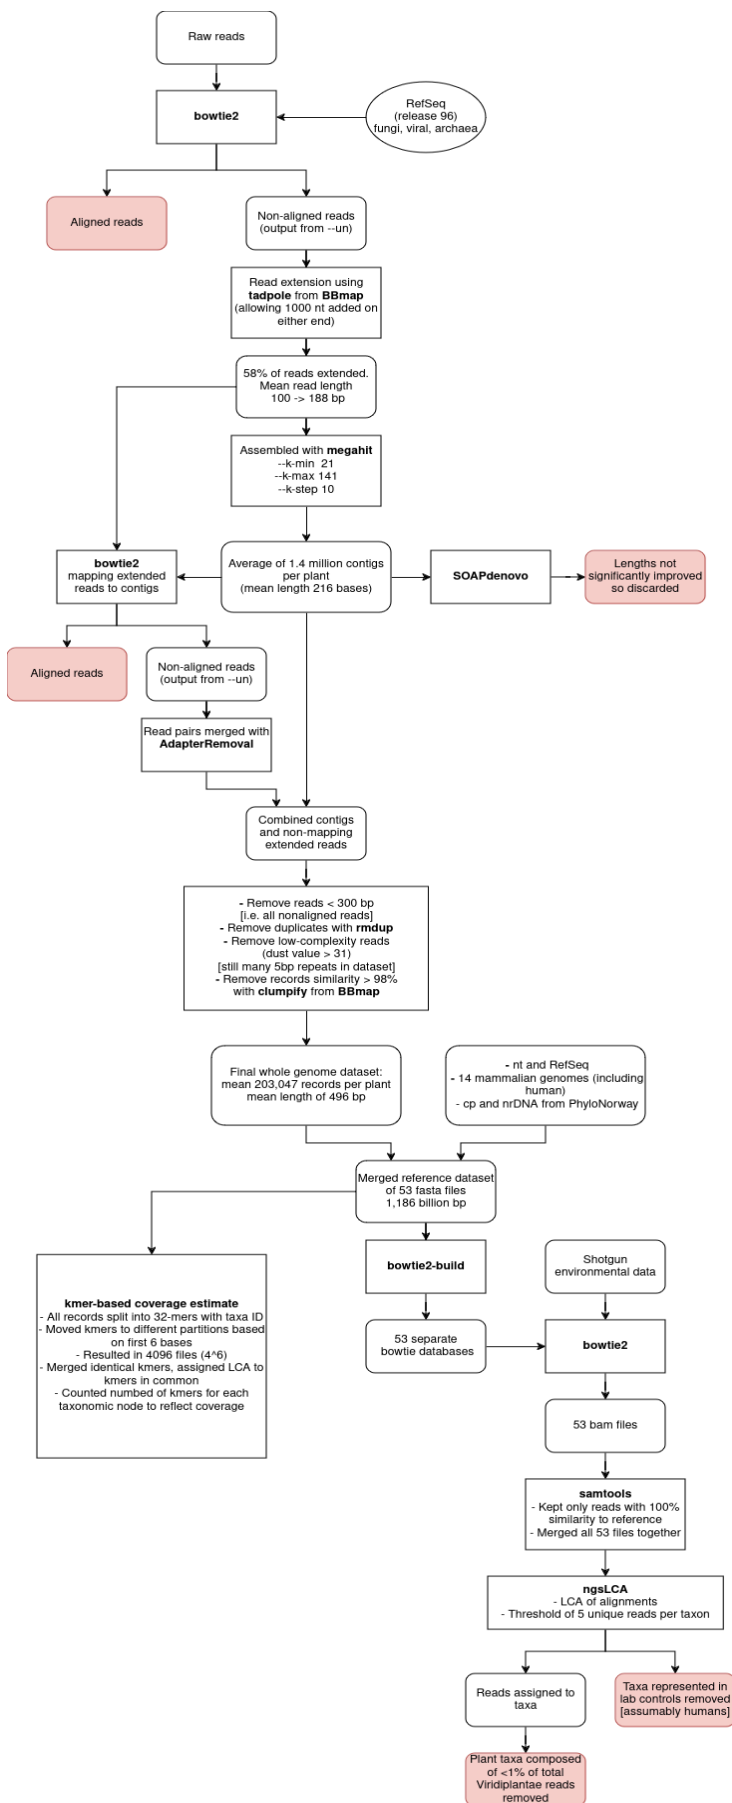 Raw reads
bowtie2
RefSeq
(release 96)
fungi, viral, archaea
Aligned reads
Non-aligned reads
(output from --un)
Read extension using
tadpole from BBmap
(allowing 1000 nt added on
either end)
58% of reads extended.
Mean read length
100 -> 188 bp
Assembled with megahit
--k-min 21
--k-max 141
--k-step 10
bowtie2
mapping extended
reads to contigs
Average of 1.4 million contigs
per plant
(mean length 216 bases)
SOAPdenovo
Lengths not
significantly improved
so discarded
Aligned reads
Non-aligned reads
(output from --un)
Read pairs merged with
AdapterRemoval
Combined contigs
and non-mapping
extended reads
- Remove reads < 300 bp
[i.e. all nonaligned reads]
- Remove duplicates with rmdup
- Remove low-complexity reads
(dust value > 31)
[still many 5bp repeats in dataset]
- Remove records similarity > 98%
with clumpify from BBmap
Final whole genome dataset:
mean 203,047 records per plant
mean length of 496 bp
- nt and RefSeq
- 14 mammalian genomes (including
human)
- cp and nrDNA from PhyloNorway
Merged reference dataset
of 53 fasta files
1,186 billion bp
kmer-based coverage estimate
- All records split into 32-mers with taxa ID
- Moved kmers to different partitions based
on first 6 bases
- Resulted in 4096 files (4^6)
- Merged identical kmers, assigned LCA to
kmers in common
- Counted numbed of kmers for each
taxonomic node to reflect coverage
bowtie2-build
Shotgun
environmental data
53 separate
bowtie databases
bowtie2
53 bam files
samtools
- Kept only reads with 100%
similarity to reference
- Merged all 53 files together
ngsLCA
- LCA of alignments
- Threshold of 5 unique reads per taxon
Reads assigned to
taxa
Taxa represented in
lab controls removed
[assumably humans]
Plant taxa composed
of <1% of total
Viridiplantae reads
removed